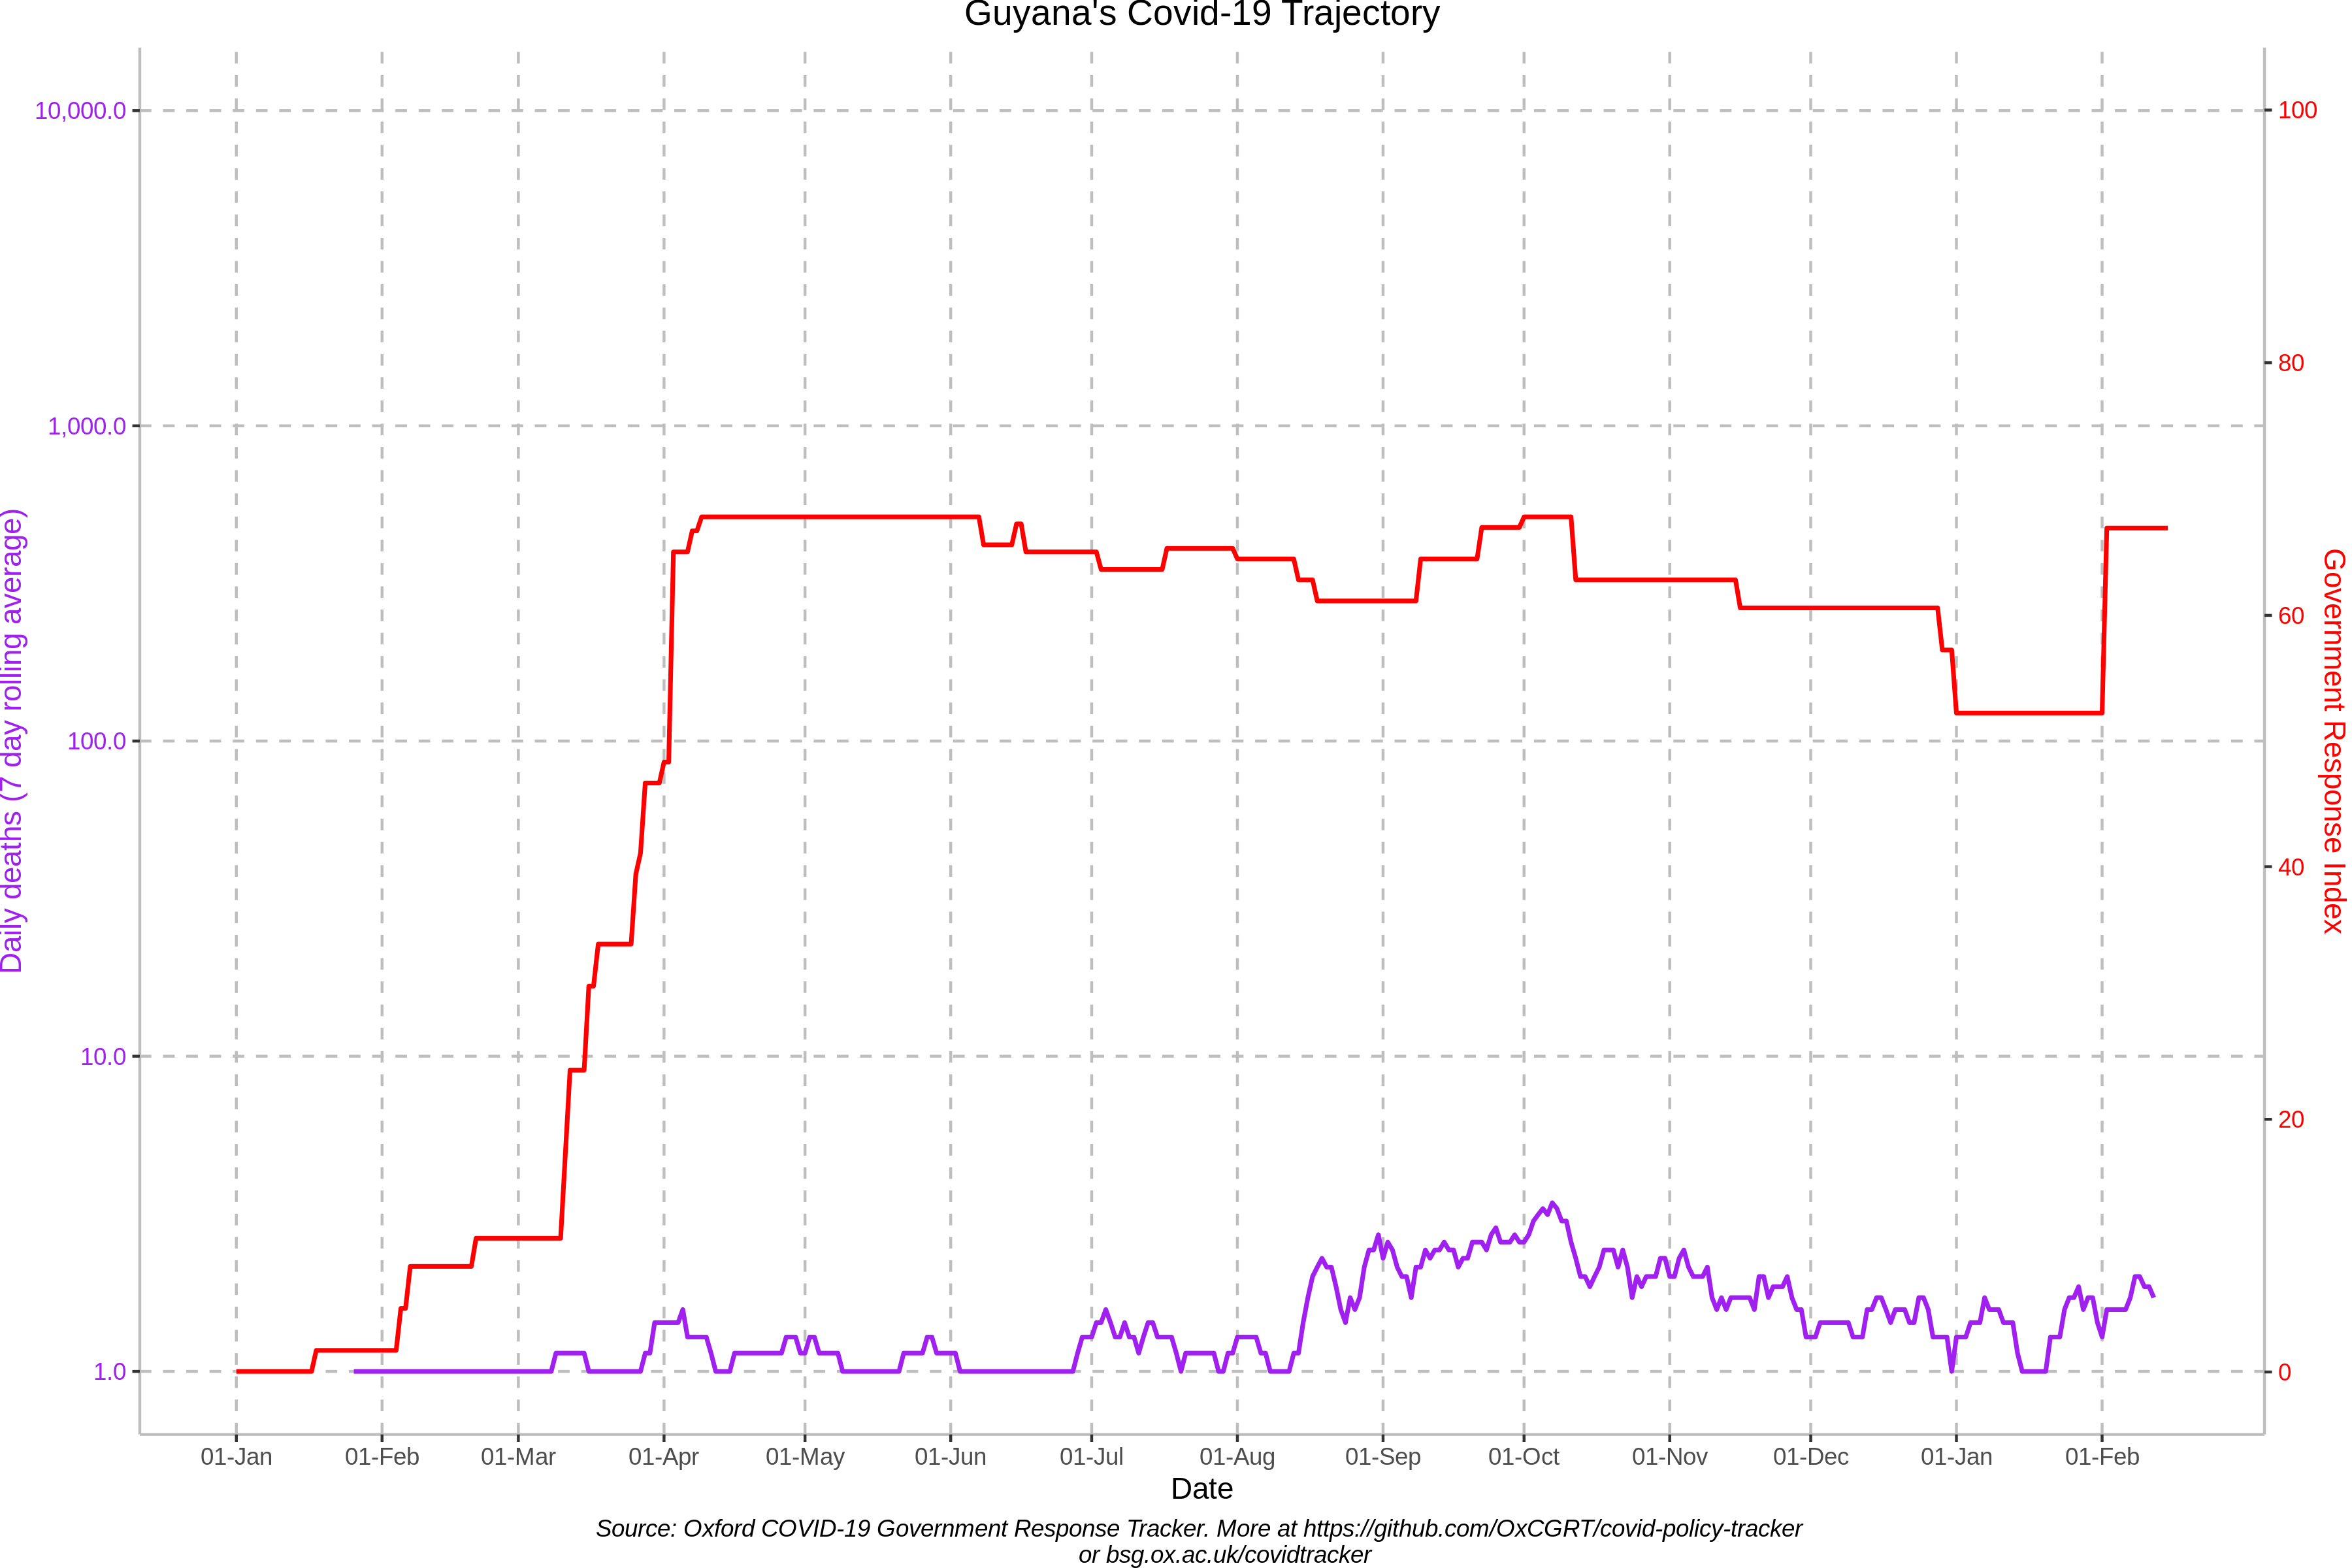 Guyana's Covid-19 Trajectory
10,000.0
1,000.0
100.0
10.0
1.0
Daily deaths (7 day rolling average)
100
80
60
40
20
0
Government Response Index
01-Jan
01-Feb
01-Mar
01-Apr
01-May
01-Jun
01-Jul
01-Aug
01-Sep
01-Oct
01-Nov
01-Dec
01-Jan
01-Feb
Date
Source: Oxford COVID-19 Government Response Tracker. More at https://github.com/OxCGRT/covid-policy-tracker
or bsg.ox.ac.uk/covidtracker